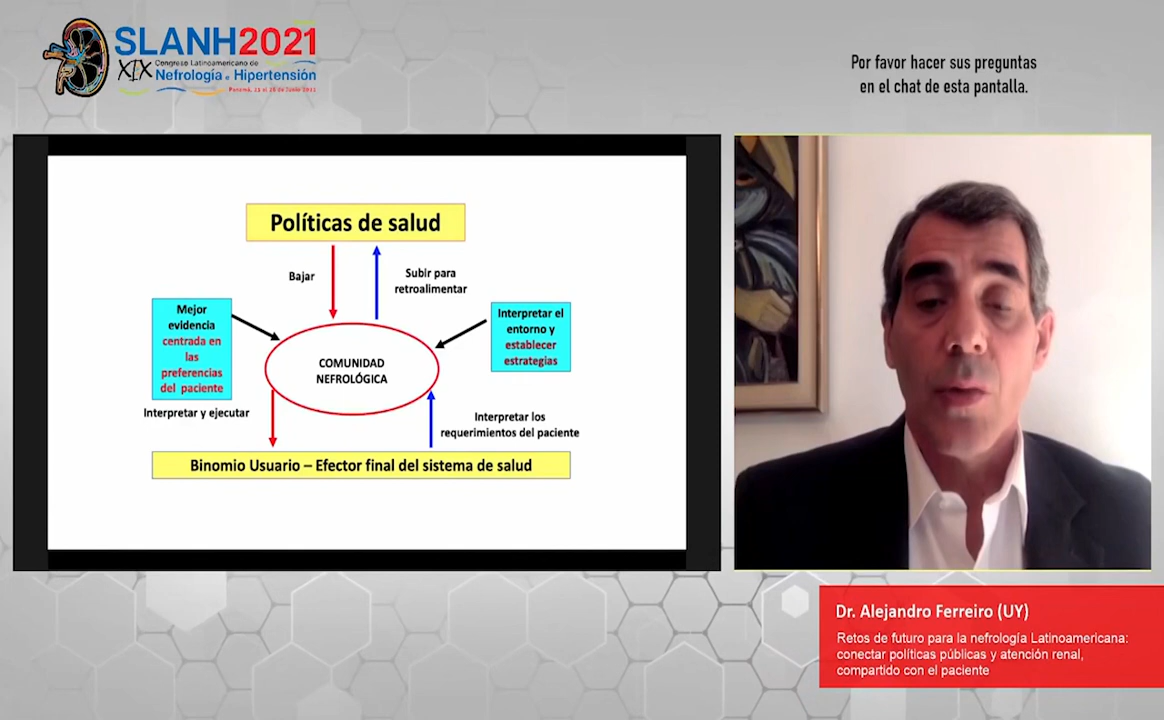 SLANH2021
XIX
Congreso Latinoamericano de
Nefrología e Hipertensión
Por favor hacer sus preguntas
en el chat de esta pantalla.
Políticas de salud
Bajar
Subir para
retroalimentar
Mejor
evidencia
centrada en
las
preferencias
del paciente
Interpretar el
entorno y
establecer
estrategias
COMUNIDAD
NEFROLÓGICA
Interpretar y ejecutar
Interpretar los
requerimientos del paciente
Binomio Usuario – Efector final del sistema de salud
Dr. Alejandro Ferreiro (UY)
Retos de futuro para la nefrología Latinoamericana:
conectar políticas públicas y atención renal,
compartido con el paciente